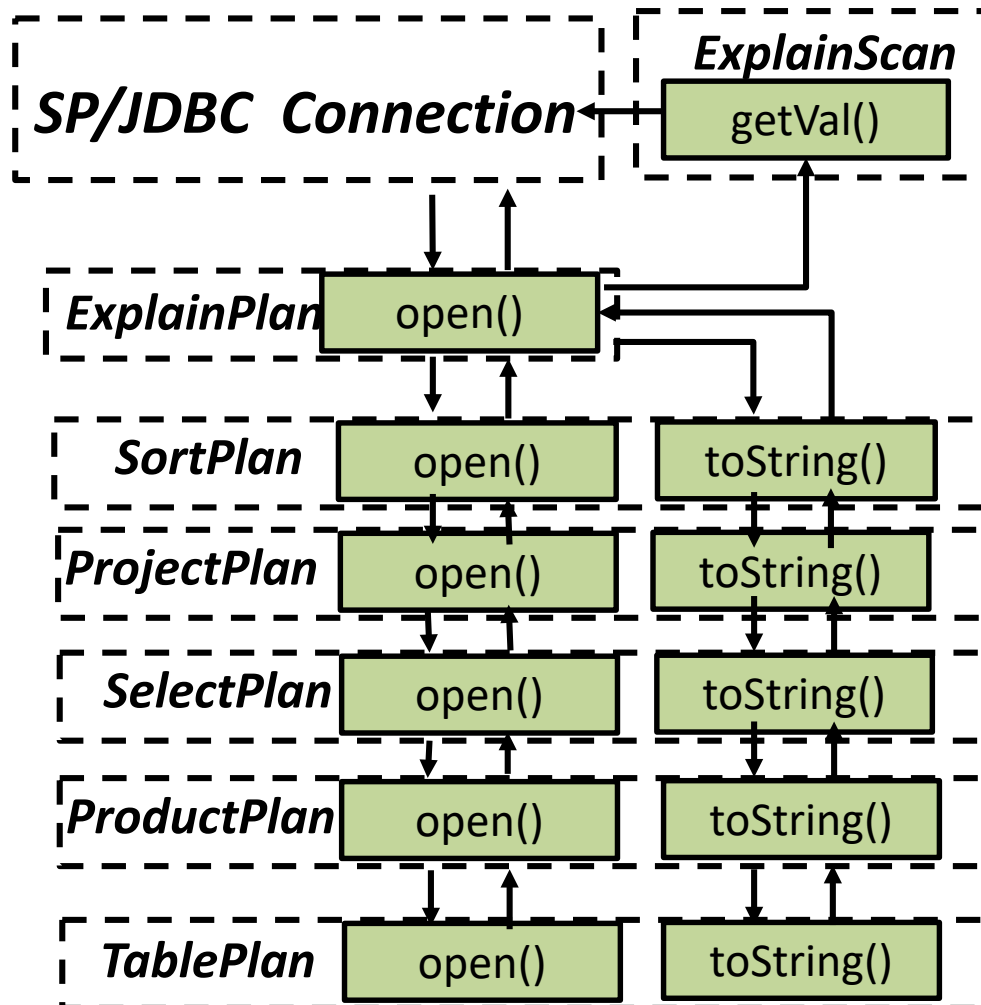 ExplainScan
SP/JDBC Connection
getVal()
ExplainPlan
open()
SortPlan
open()
toString()
ProjectPlan
open()
toString()
SelectPlan
open()
toString()
ProductPlan
open()
toString()
TablePlan
open()
toString()